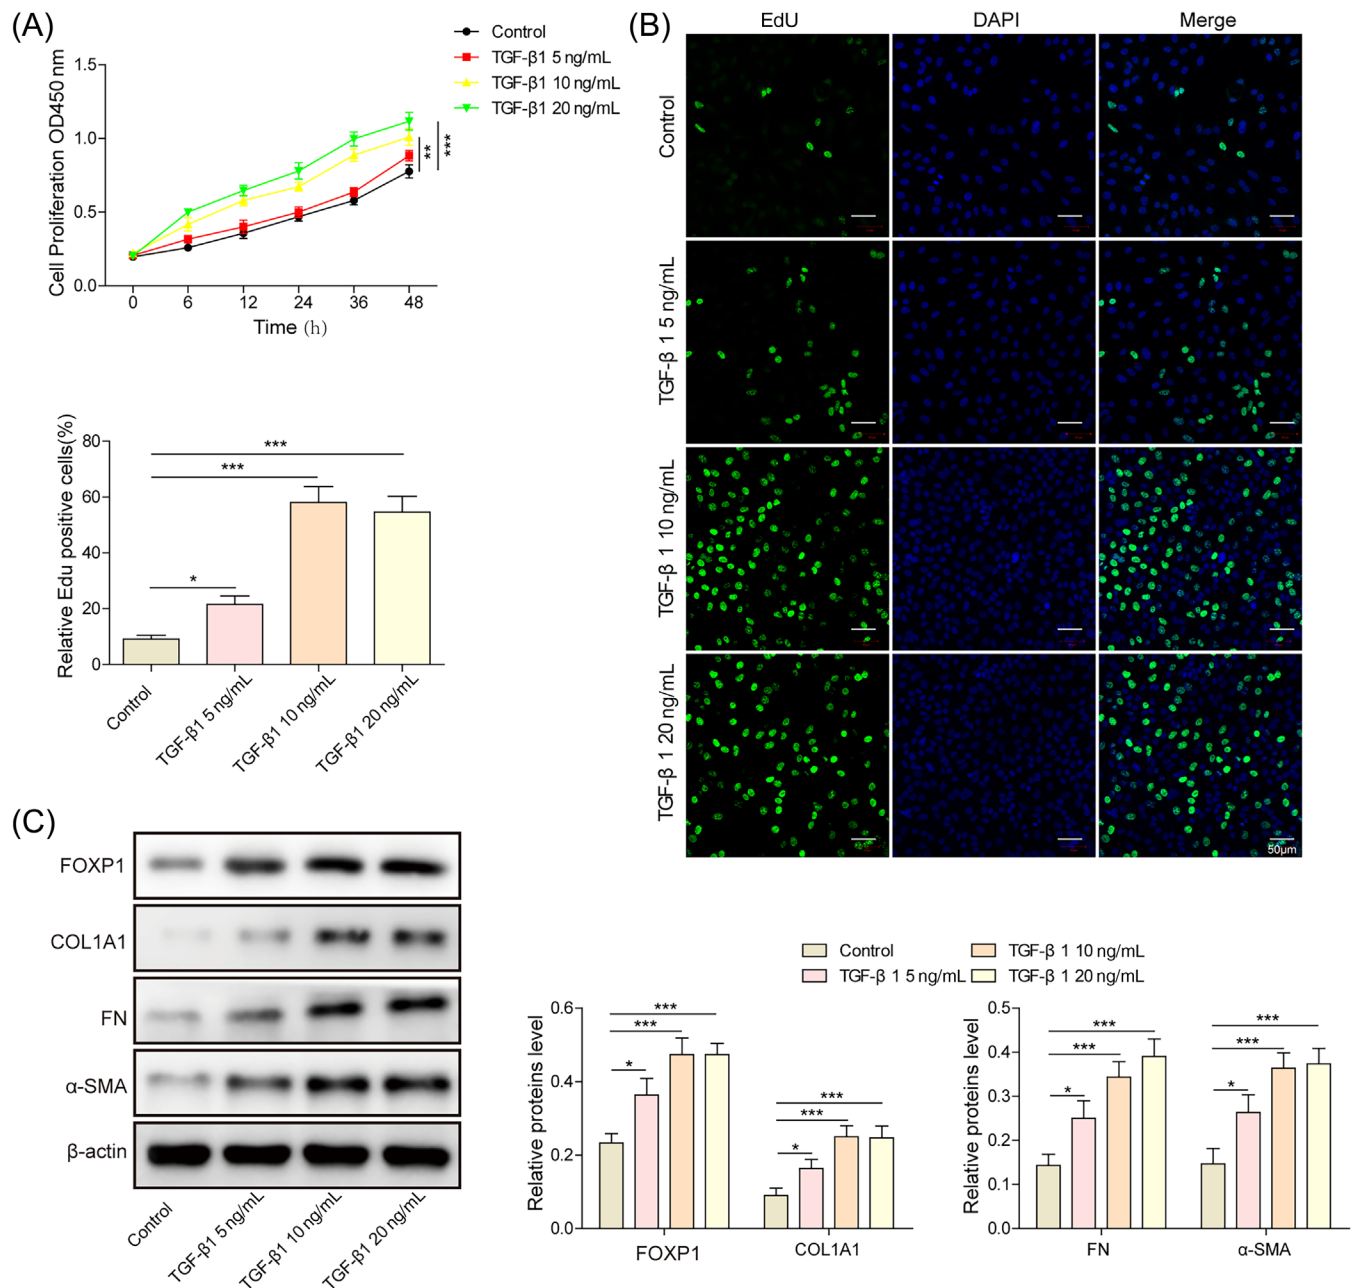 (A)
Control
TGF-β1 5 ng/mL
TGF-β1 10 ng/mL
TGF-β1 20 ng/mL
Cell Proliferation OD450 nm
1.5
1.0
0.5
0.0
0 6 12 24 36 48
Time (h)
**
***
Relative Edu positive cells(%)
80
60
40
20
0
***
***
*
Control
TGF-β1 5 ng/mL
TGF-β1 10 ng/mL
TGF-β1 20 ng/mL
(B)
EdU DAPI Merge
Control
TGF-β 1 5 ng/mL
TGF-β 1 10 ng/mL
TGF-β 1 20 ng/mL
50μm
(C)
FOXP1
COL1A1
FN
α-SMA
β-actin
Control
TGF-β1 5 ng/mL
TGF-β1 10 ng/mL
TGF-β1 20 ng/mL
Control
TGF-β 1 5 ng/mL
TGF-β 1 10 ng/mL
TGF-β 1 20 ng/mL
Relative proteins level
0.6
0.4
0.2
0.0
***
***
*
***
***
*
FOXP1 COL1A1
Relative proteins level
0.5
0.4
0.3
0.2
0.1
0.0
***
***
*
***
***
*
FN α-SMA